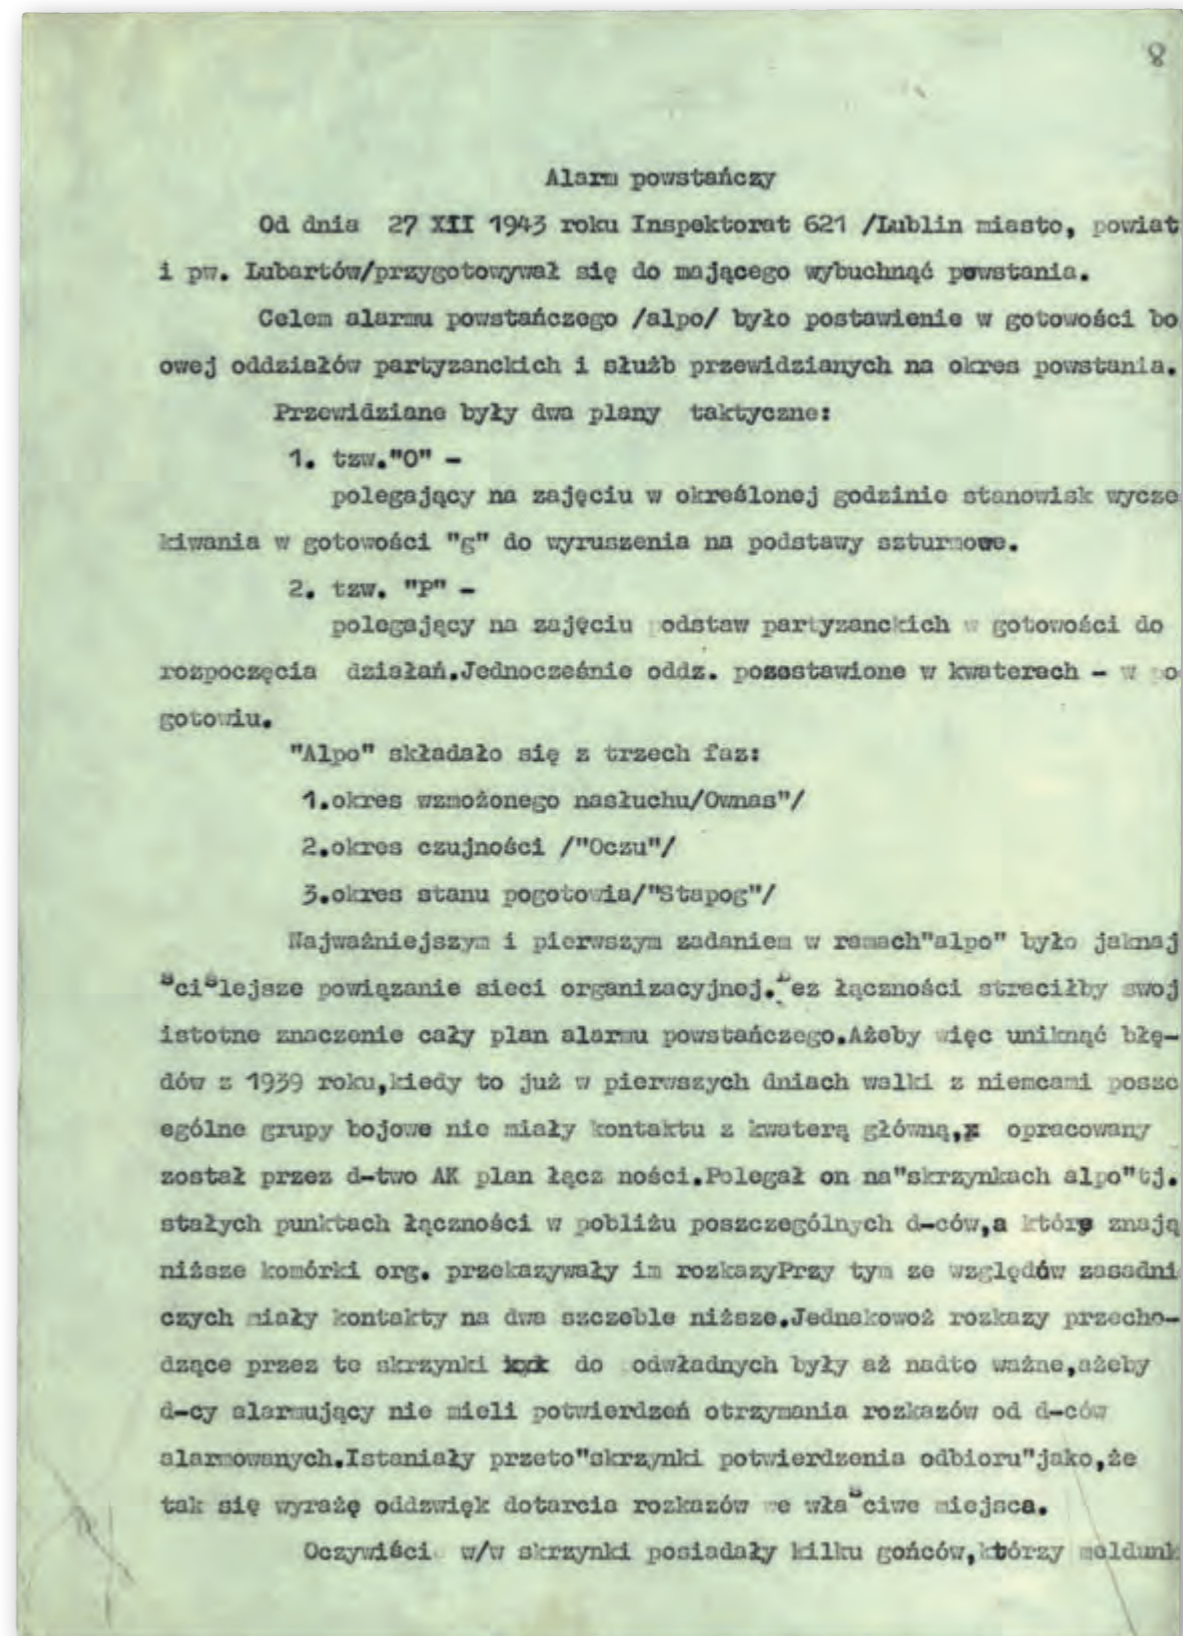 8
Alarm powstańczy
Od dnia 27 XII 1943 roku Inspektorat 621 /Lublin miasto, powiat
i pw. Lubartów/przygotowywał się do mającego wybuchnąć powstania.
Celem alarmu powstańczego /alpo/ było postawienie w gotowości bo
owej oddziałów partyzanckich i służb przewidzianych na okres powstania.
Przewidziane były dwa plany taktyczne:
1. tzw."O" -
polegający na zajęciu w określonej godzinie stanowisk wycze
kiwania w gotowości "g" do wyruszenia na podstawy szturmowe.
2. tzw. "P" -
polegający na zajęciu podstaw partyzanckich w gotowości do
rozpoczęcia działań.Jednocześnie oddz. pozostawione w kwaterach - w po
gotowiu.
"Alpo" składało się z trzech faz:
1.okres wzmożonego nasłuchu/Ownas"/
2.okres czujności /"Oczu"/
3.okres stanu pogotowia/"Stapog"/
Najważniejszym i pierwszym zadaniem w ramach"alpo" było jaknaj
ściślejsze powiązanie sieci organizacyjnej.Bez łączności straciłby swoj
istotne znaczenie cały plan alarmu powstańczego.Ażeby więc uniknąć błę-
dów z 1939 roku,kiedy to już w pierwszych dniach walki z niemcami poszc
ególne grupy bojowe nie miały kontaktu z kwaterą główną,x opracowany
został przez d-two AK plan łącz ności.Polegał on na"skrzynkach alpo"tj.
stałych punktach łączności w pobliżu poszczególnych d-ców,a które znają
niższe komórki org. przekazywały im rozkazyPrzy tym ze względów zasadni
czych miały kontakty na dwa szczeble niższe.Jednakowoż rozkazy przecho-
dzące przez te skrzynki do odwładnych były aż nadto ważne,ażeby
d-cy alarmujący nie mieli potwierdzeń otrzymania rozkazów od d-ców
alarmowanych.Istaniały przeto"skrzynki potwierdzenia odbioru"jako,że
tak się wyrażę oddzwięk dotarcia rozkazów we właściwe miejsca.
Oczywiści w/w skrzynki posiadały kilku gońców,którzy meldunk